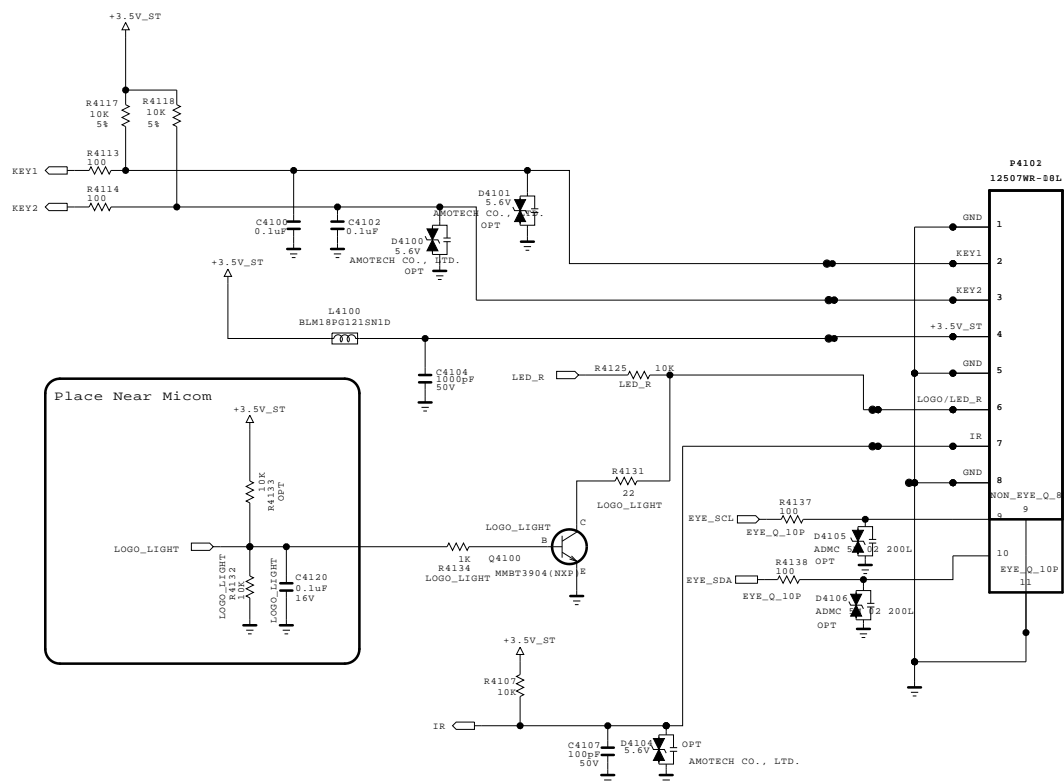 +3.5V_ST
R4117
10K
5%
R4118
10K
5%
KEY1
R4113
100
KEY2
R4114
100
C4100
0.1uF
C4102
0.1uF
D4101
5.6V
AMOTECH CO., LTD.
OPT
D4100
5.6V
AMOTECH CO., LTD.
OPT
P4102
12507WR-08L
GND
1
KEY1
2
KEY2
3
+3.5V_ST
4
GND
5
LOGO/LED_R
6
IR
7
GND
8
NON_EYE_Q_8
9
9
10
EYE_Q_10P
11
+3.5V_ST
L4100
BLM18PG121SN1D
C4104
1000pF
50V
LED_R
R4125
10K
LED_R
Place Near Micom
+3.5V_ST
10K
R4133
OPT
LOGO_LIGHT
LOGO_LIGHT
R4132
10K
LOGO_LIGHT
C4120
0.1uF
16V
1K
R4134
LOGO_LIGHT
R4131
22
LOGO_LIGHT
LOGO_LIGHT
C
B
E
Q4100
MMBT3904(NXP)
EYE_SCL
R4137
100
EYE_Q_10P
D4105
ADMC 5 02 200L
OPT
EYE_SDA
R4138
100
EYE_Q_10P
D4106
ADMC 5 02 200L
OPT
+3.5V_ST
R4107
10K
IR
C4107
100pF
50V
D4104
5.6V
OPT
AMOTECH CO., LTD.